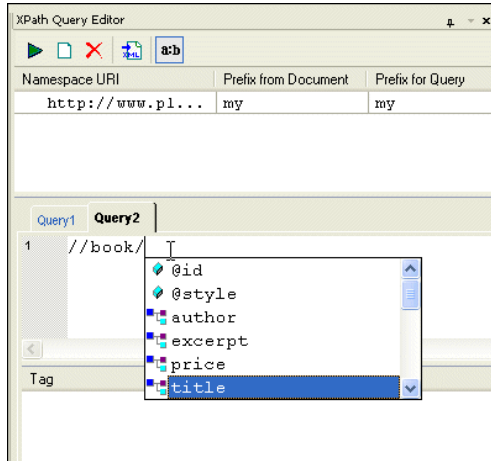 XPath Query Editor
XML a:b
Namespace URI Prefix from Document Prefix for Query
http://www.pl... my my
Query1 Query2
1 //book/
@id
@style
author
excerpt
price
title
Tag